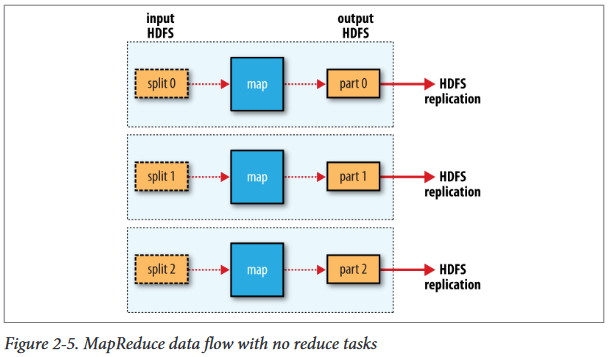 input
HDFS
output
HDFS
split 0
map
part 0
HDFS
replication
split 1
map
part 1
HDFS
replication
split 2
map
part 2
HDFS
replication
Figure 2-5. MapReduce data flow with no reduce tasks